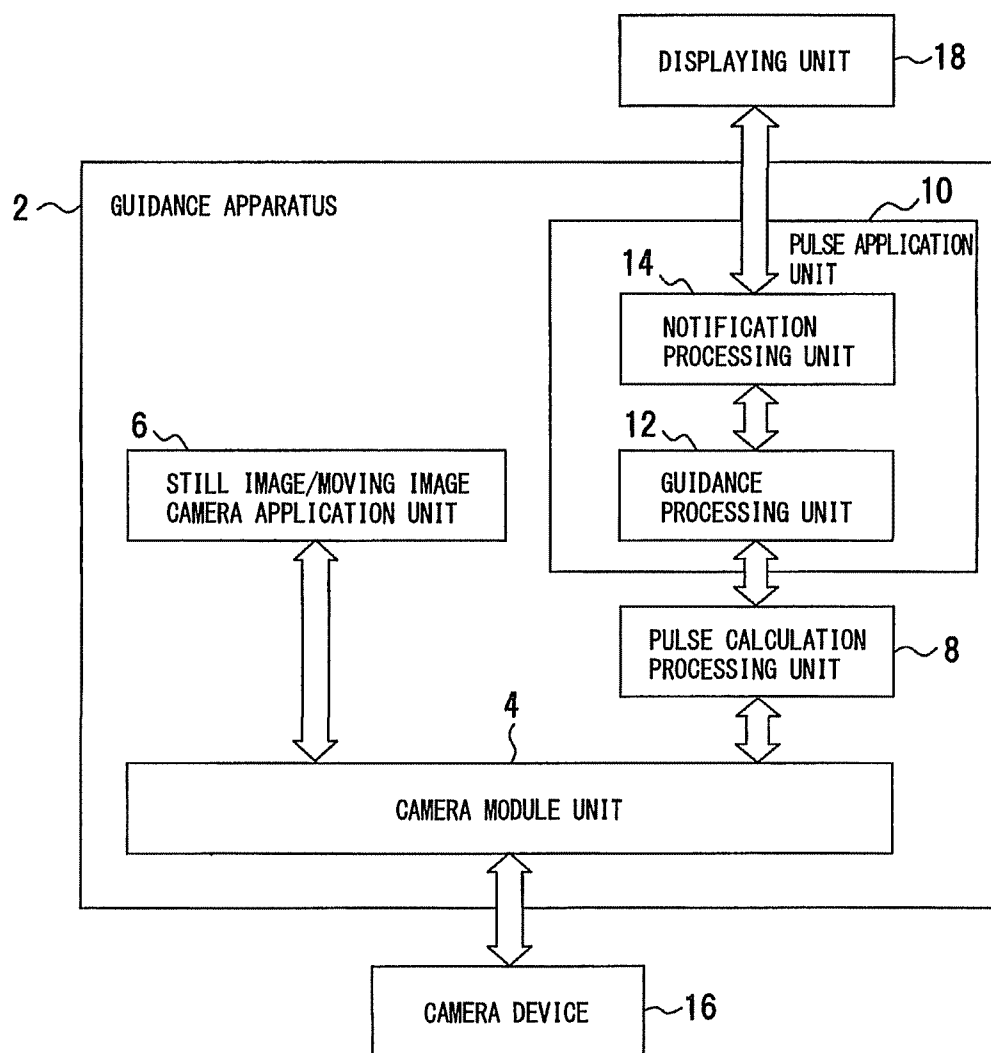 DISPLAYING UNIT
18
2
GUIDANCE APPARATUS
10
PULSE APPLICATION
UNIT
14
NOTIFICATION
PROCESSING UNIT
6
12
STILL IMAGE/MOVING IMAGE
CAMERA APPLICATION UNIT
GUIDANCE
PROCESSING UNIT
PULSE CALCULATION
PROCESSING UNIT
8
4
CAMERA MODULE UNIT
CAMERA DEVICE
16